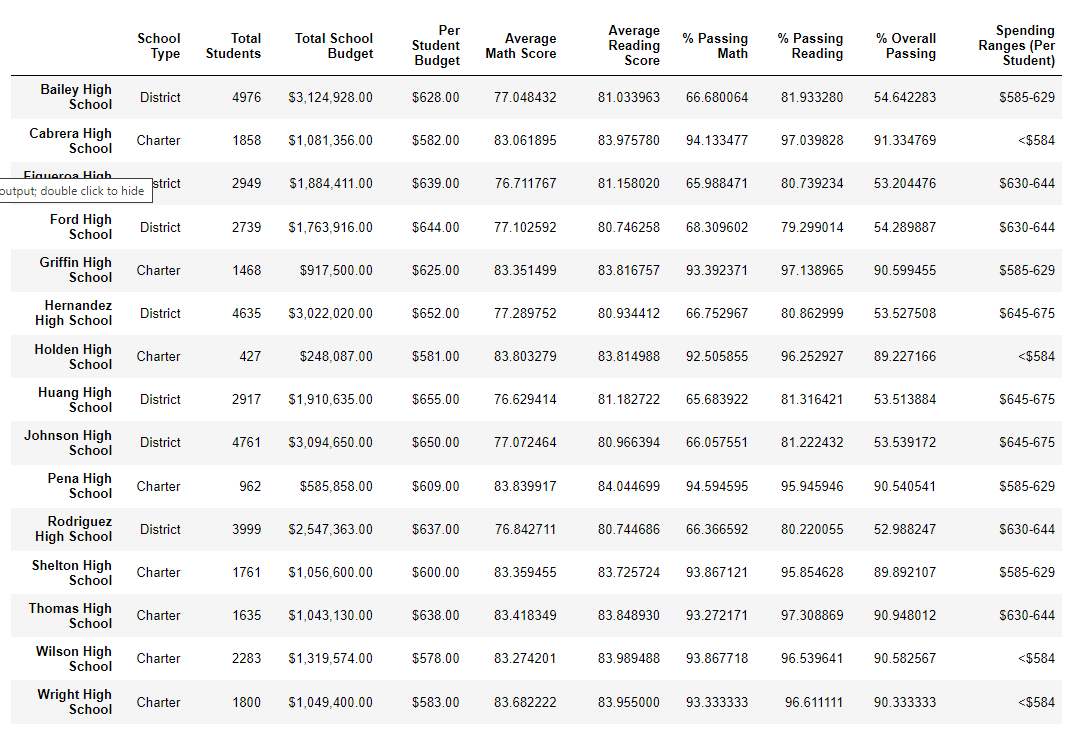 School Type Total Students Total School Budget Per Student Budget Average Math Score Average Reading Score % Passing Math % Passing Reading % Overall Passing Spending Ranges (Per Student)
Bailey High School District 4976 $3,124,928.00 $628.00 77.048432 81.033963 66.680064 81.933280 54.642283 $585-629
Cabrera High School Charter 1858 $1,081,356.00 $582.00 83.061895 83.975780 94.133477 97.039828 91.334769 <$584
Figueroa High strict 2949 $1,884,411.00 $639.00 76.711767 81.158020 65.988471 80.739234 53.204476 $630-644
output; double click to hide
Ford High School District 2739 $1,763,916.00 $644.00 77.102592 80.746258 68.309602 79.299014 54.289887 $630-644
Griffin High School Charter 1468 $917,500.00 $625.00 83.351499 83.816757 93.392371 97.138965 90.599455 $585-629
Hernandez High School District 4635 $3,022,020.00 $652.00 77.289752 80.934412 66.752967 80.862999 53.527508 $645-675
Holden High School Charter 427 $248,087.00 $581.00 83.803279 83.814988 92.505855 96.252927 89.227166 <$584
Huang High School District 2917 $1,910,635.00 $655.00 76.629414 81.182722 65.683922 81.316421 53.513884 $645-675
Johnson High School District 4761 $3,094,650.00 $650.00 77.072464 80.966394 66.057551 81.222432 53.539172 $645-675
Pena High School Charter 962 $585,858.00 $609.00 83.839917 84.044699 94.594595 95.945946 90.540541 $585-629
Rodriguez High School District 3999 $2,547,363.00 $637.00 76.842711 80.744686 66.366592 80.220055 52.988247 $630-644
Shelton High School Charter 1761 $1,056,600.00 $600.00 83.359455 83.725724 93.867121 95.854628 89.892107 $585-629
Thomas High School Charter 1635 $1,043,130.00 $638.00 83.418349 83.848930 93.272171 97.308869 90.948012 $630-644
Wilson High School Charter 2283 $1,319,574.00 $578.00 83.274201 83.989488 93.867718 96.539641 90.582567 <$584
Wright High School Charter 1800 $1,049,400.00 $583.00 83.682222 83.955000 93.333333 96.611111 90.333333 <$584